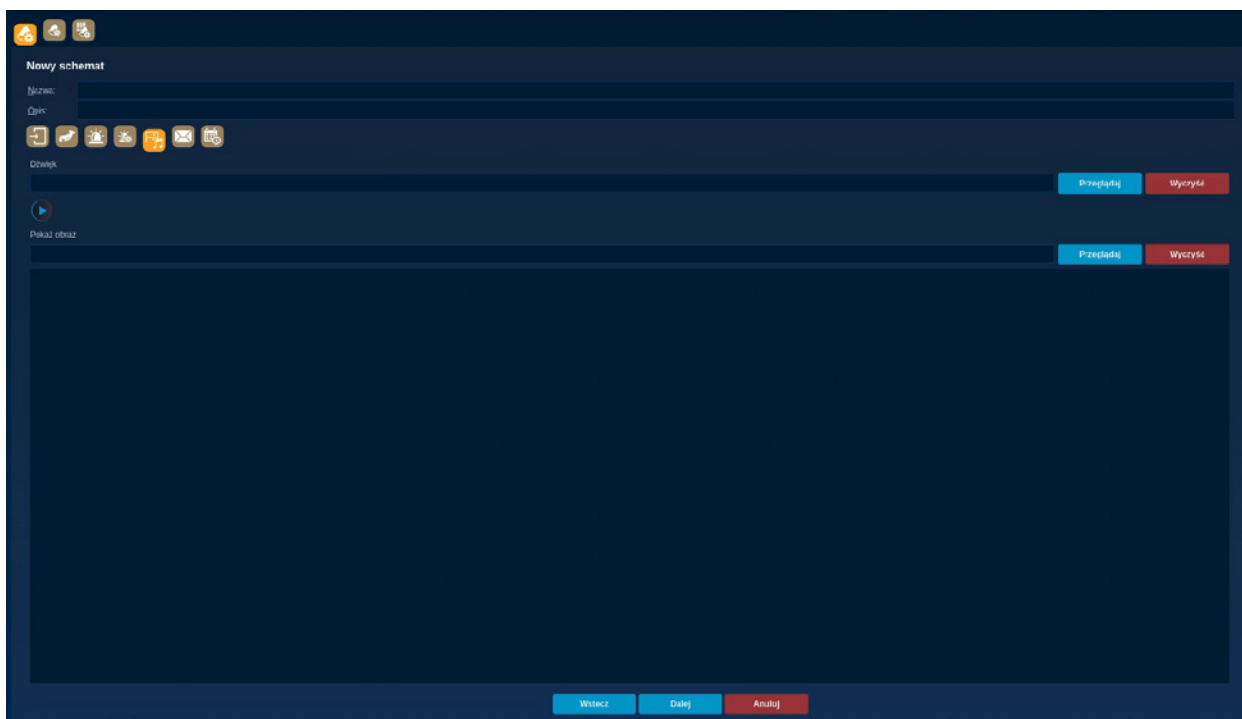 Nowy schemat
Nazwa:
Opis:
Dźwięk
Przeglądaj Wyczyść
Pokaż obraz
Przeglądaj Wyczyść
Wstecz Dalej Anuluj